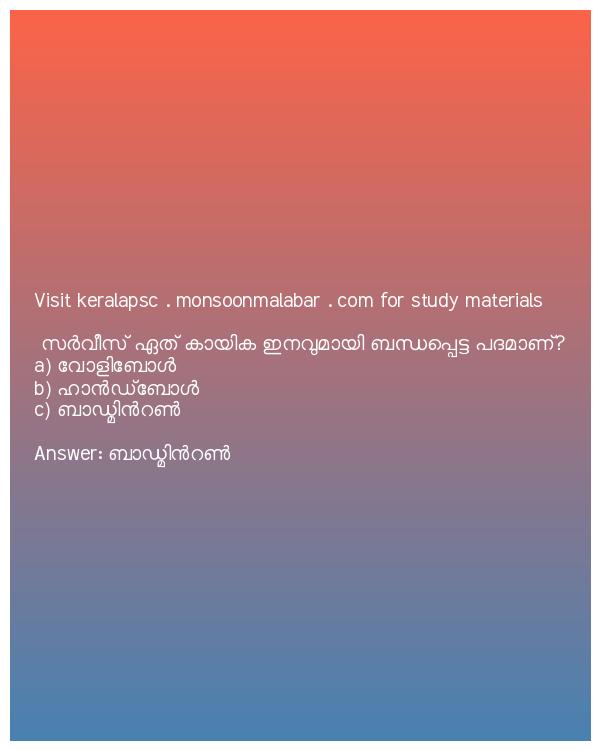 Visit keralapsc . monsoonmalabar . com for study materials
സർവീസ് ഏത് കായിക ഇനവുമായി ബന്ധപ്പെട്ട പദമാണ്?
a) വോളിബോൾ
b) ഹാൻഡ്ബോൾ
c) ബാഡ്മിൻറൺ
Answer: ബാഡ്മിൻറൺ